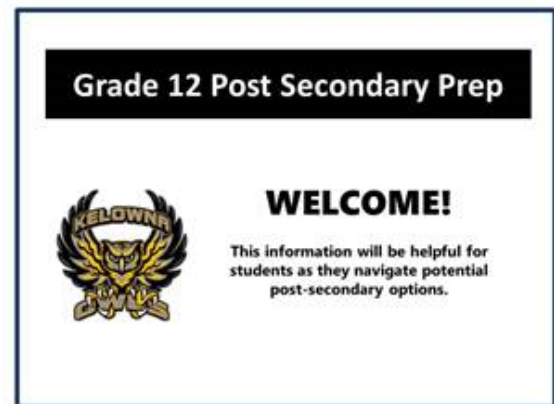 Grade 12 Post Secondary Prep
KELOWNA
OWLS
WELCOME!
This information will be helpful for
students as they navigate potential
post-secondary options.